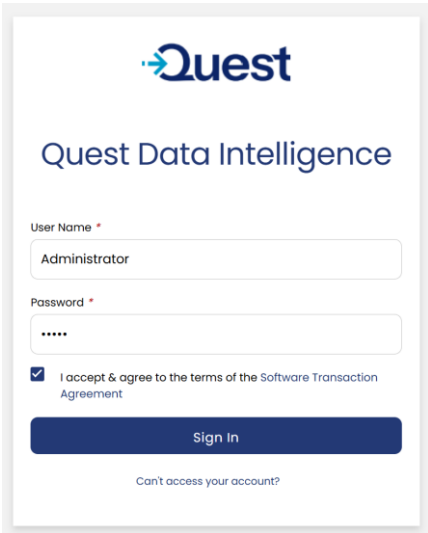 Quest
Quest Data Intelligence
User Name *
Administrator
Password *
•••••
I accept & agree to the terms of the Software Transaction
Agreement
Sign In
Can't access your account?